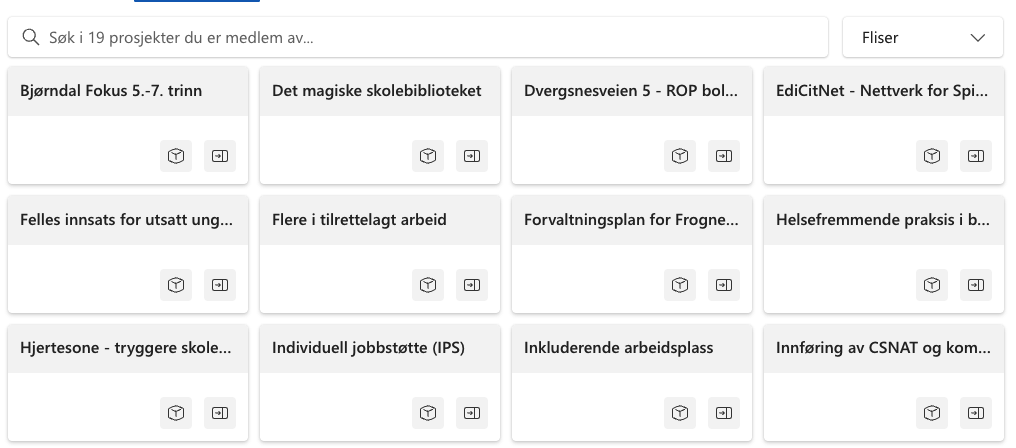 Søk i 19 prosjekter du er medlem av...
Fliser
Bjørndal Fokus 5.-7. trinn
Det magiske skolebiblioteket
Dvergsnesveien 5 - ROP bol...
EdiCitNet - Nettverk for Spi...
Felles innsats for utsatt ung...
Flere i tilrettelagt arbeid
Forvaltningsplan for Frogne...
Helsefremmende praksis i b...
Hjertesone - tryggere skole...
Individuell jobbstøtte (IPS)
Inkluderende arbeidsplass
Innføring av CSNAT og kom...